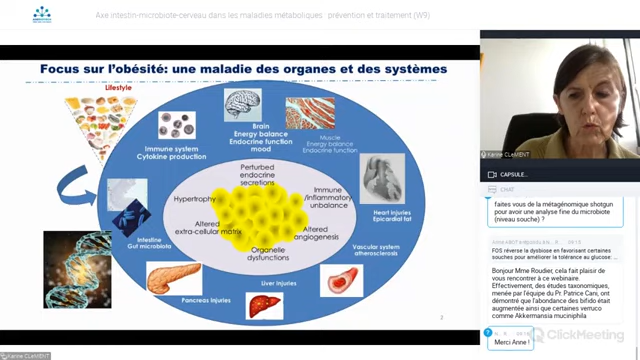 Axe intestin-microbiote-cerveau dans les maladies métaboliques : prévention et traitement (W9)
Focus sur l'obésité: une maladie des organes et des systèmes
Lifestyle
Immune system
Cytokine production
Brain
Energy balance
Endocrine function
mood
Muscle
Energy balance
Endocrine function
Perturbed
endocrine
secretions
Hypertrophy
Immune
/Inflammatory
unbalance
Altered
extra-cellular matrix
Altered
angiogenesis
Organelle
dysfunctions
Intestine
Gut microbiota
Heart injuries
Epicardial fat
Vascular system
atherosclerosis
Pancreas injuries
Liver injuries
Karine CLeMENT
Karine CLeMENT
CAPSULE...
CHAT
faites vous de la métagénomique shotgun
pour avoir une analyse fine du microbiote
(niveau souche) ?
FOS réverse la dysbiose en favorisant certaines
souches pour améliorer la tolérance au glucose: ...
Bonjour Mme Roudier, cela fait plaisir de
vous rencontrer à ce webinaire.
Effectivement, des études taxonomiques,
menée par l'équipe du Pr. Patrice Cani, ont
démontré que l'abondance des bifido était
augmentée ainsi que certaines verruco
comme Akkermansia muciniphila
Merci Anne !
ClickMeeting